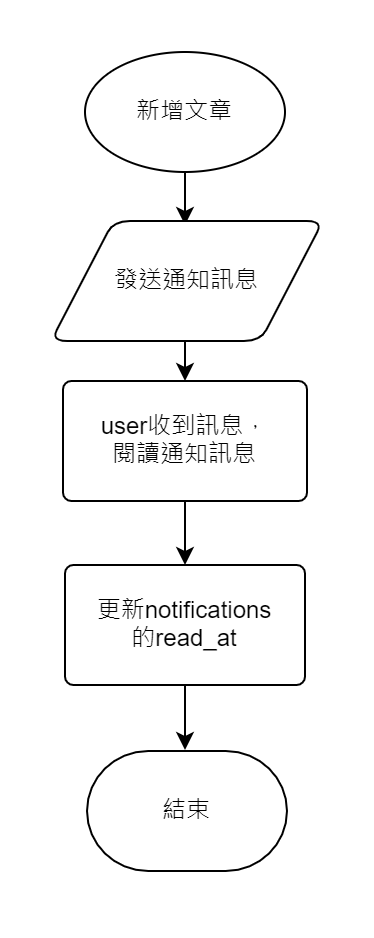 新增文章
發送通知訊息
user收到訊息，
閱讀通知訊息
更新notifications
的read_at
結束